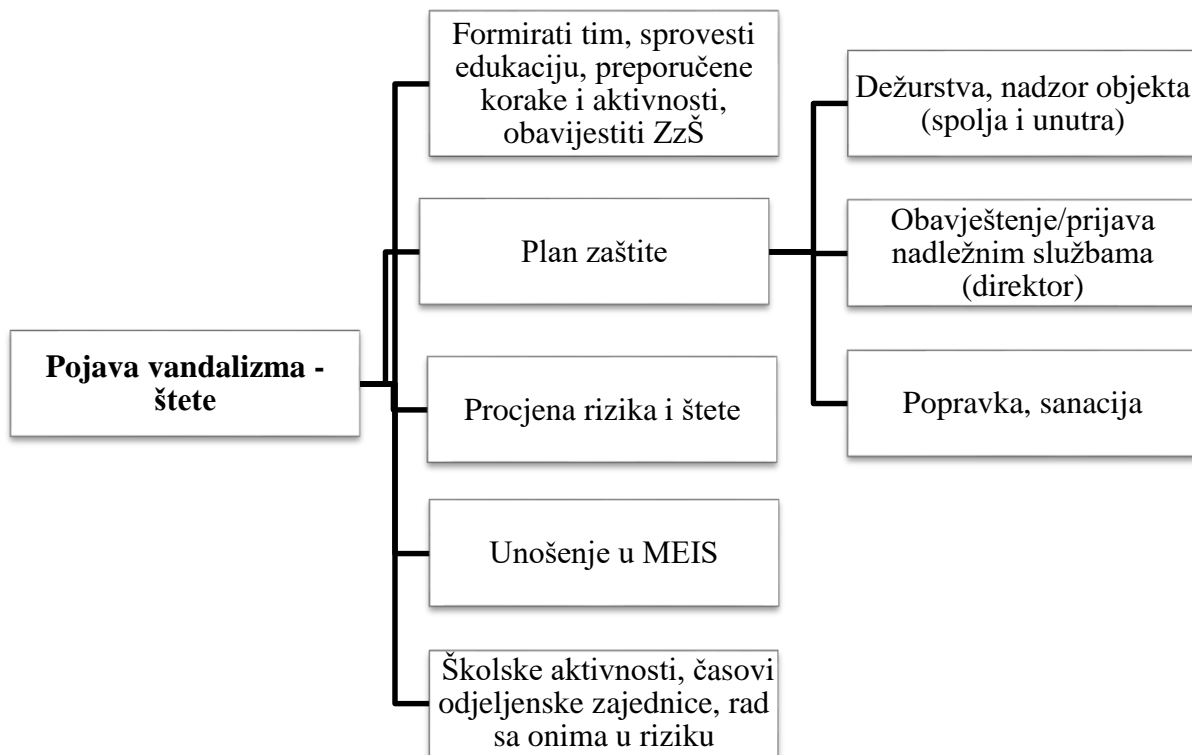 Pojava vandalizma -
štete
Formirati tim, sprovesti
edukaciju, preporučene
korake i aktivnosti,
obavijestiti ZzŠ
Plan zaštite
Dežurstva, nadzor objekta
(spolja i unutra)
Obavještenje/prijava
nadležnim službama
(direktor)
Popravka, sanacija
Procjena rizika i štete
Unošenje u MEIS
Školske aktivnosti, časovi
odjeljenske zajednice, rad
sa onima u riziku